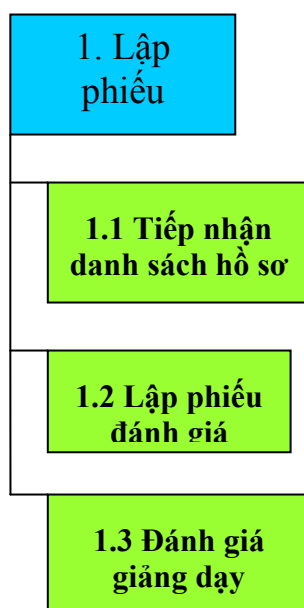 1. Lập
phiếu
1.1 Tiếp nhận
danh sách hồ sơ
1.2 Lập phiếu
đánh giá
1.3 Đánh giá
giảng dạy